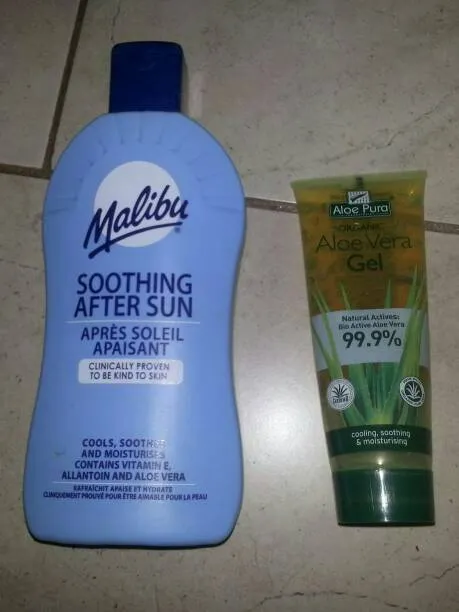 Malibu
SOOTHING
AFTER SUN
APRÈS SOLEIL
APAISANT
CLINICALLY PROVEN
TO BE KIND TO SKIN
COOLS, SOOTHES
AND MOISTURISES
CONTAINS VITAMIN E,
ALLANTOIN AND ALOE VERA
RAFRAÎCHIT APAISE ET HYDRATE
CLINIQUEMENT PROUVÉ POUR ÊTRE AIMABLE POUR LA PEAU
Aloe Pura
ORGANIC
Aloe Vera
Gel
Natural Actives:
Bio Active Aloe Vera
99.9%
cooling, soothing
& moisturising